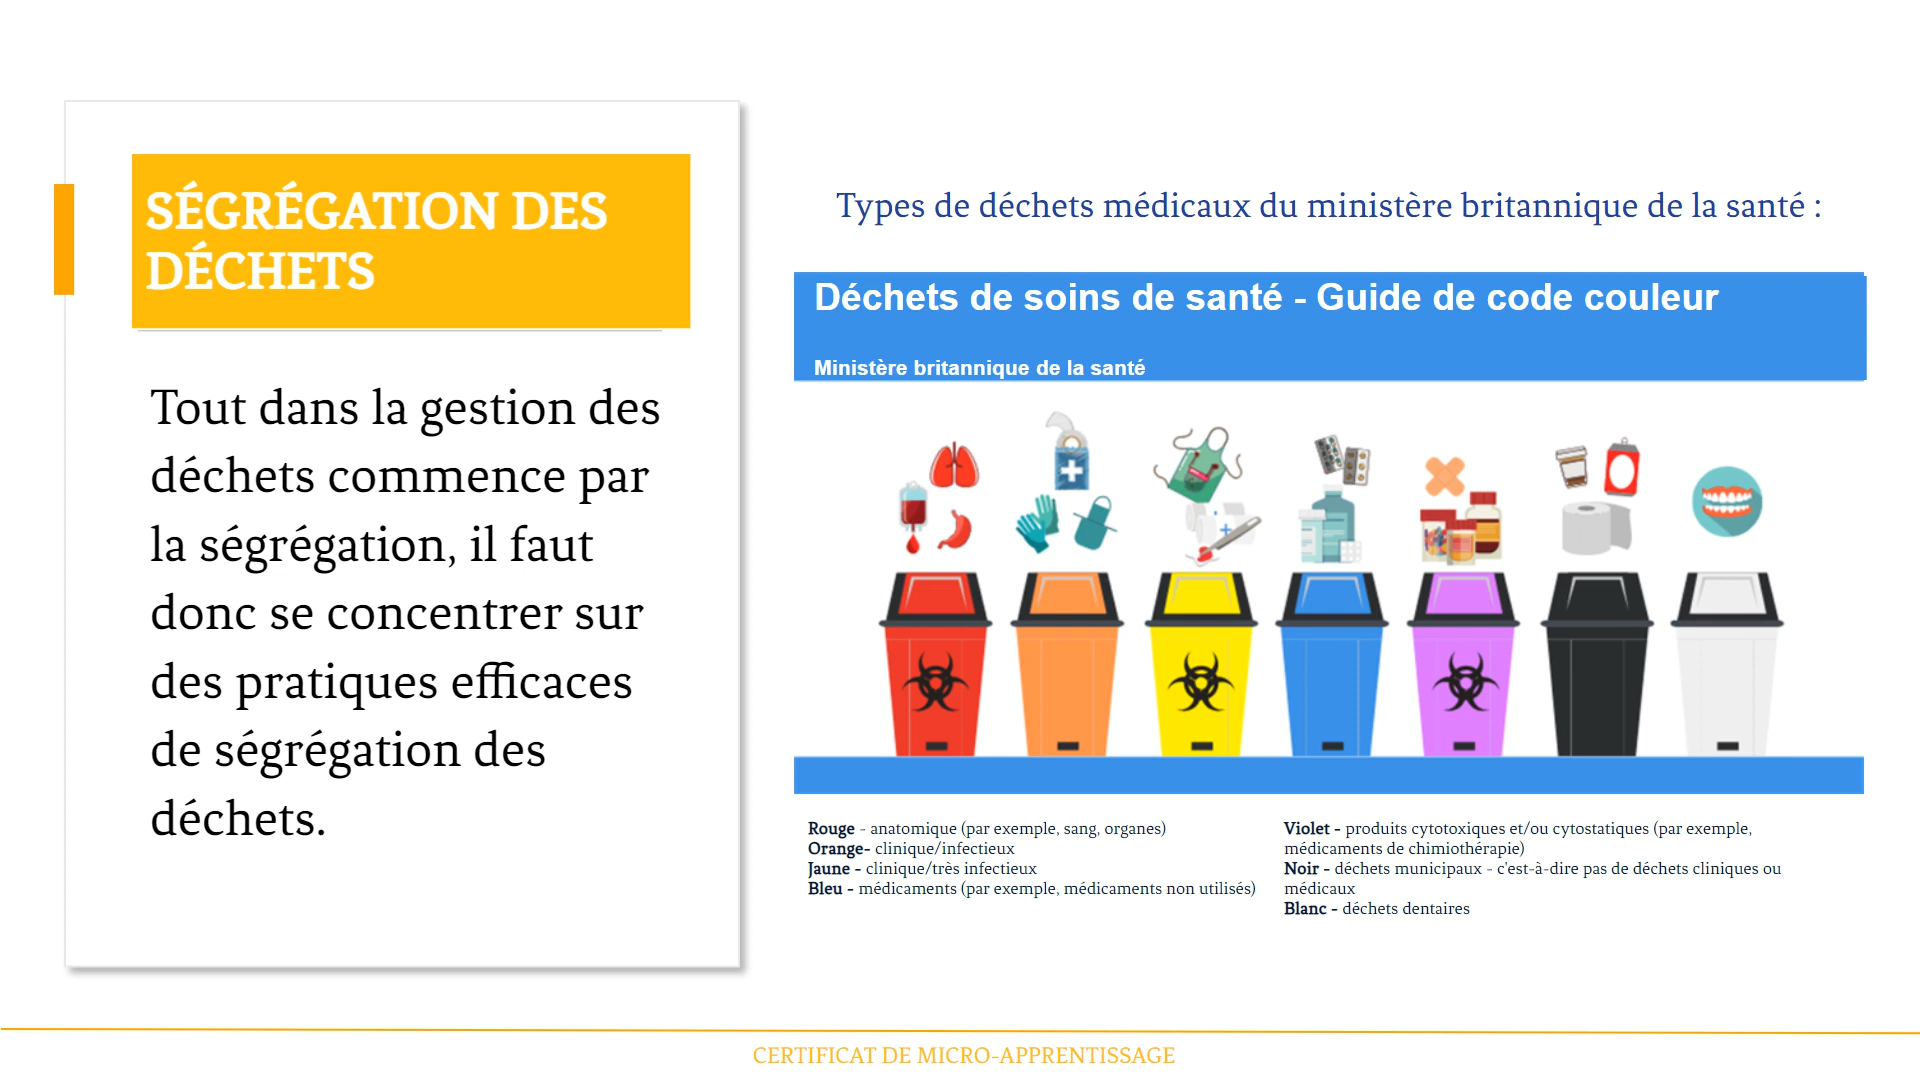 SÉGRÉGATION DES
DÉCHETS
Tout dans la gestion des
déchets commence par
la ségrégation, il faut
donc se concentrer sur
des pratiques efficaces
de ségrégation des
déchets.
Types de déchets médicaux du ministère britannique de la santé :
Déchets de soins de santé - Guide de code couleur
Ministère britannique de la santé
Rouge - anatomique (par exemple, sang, organes)
Orange- clinique/infectieux
Jaune - clinique/très infectieux
Bleu - médicaments (par exemple, médicaments non utilisés)
Violet - produits cytotoxiques et/ou cytostatiques (par exemple,
médicaments de chimiothérapie)
Noir - déchets municipaux - c'est-à-dire pas de déchets cliniques ou
médicaux
Blanc - déchets dentaires
CERTIFICAT DE MICRO-APPRENTISSAGE